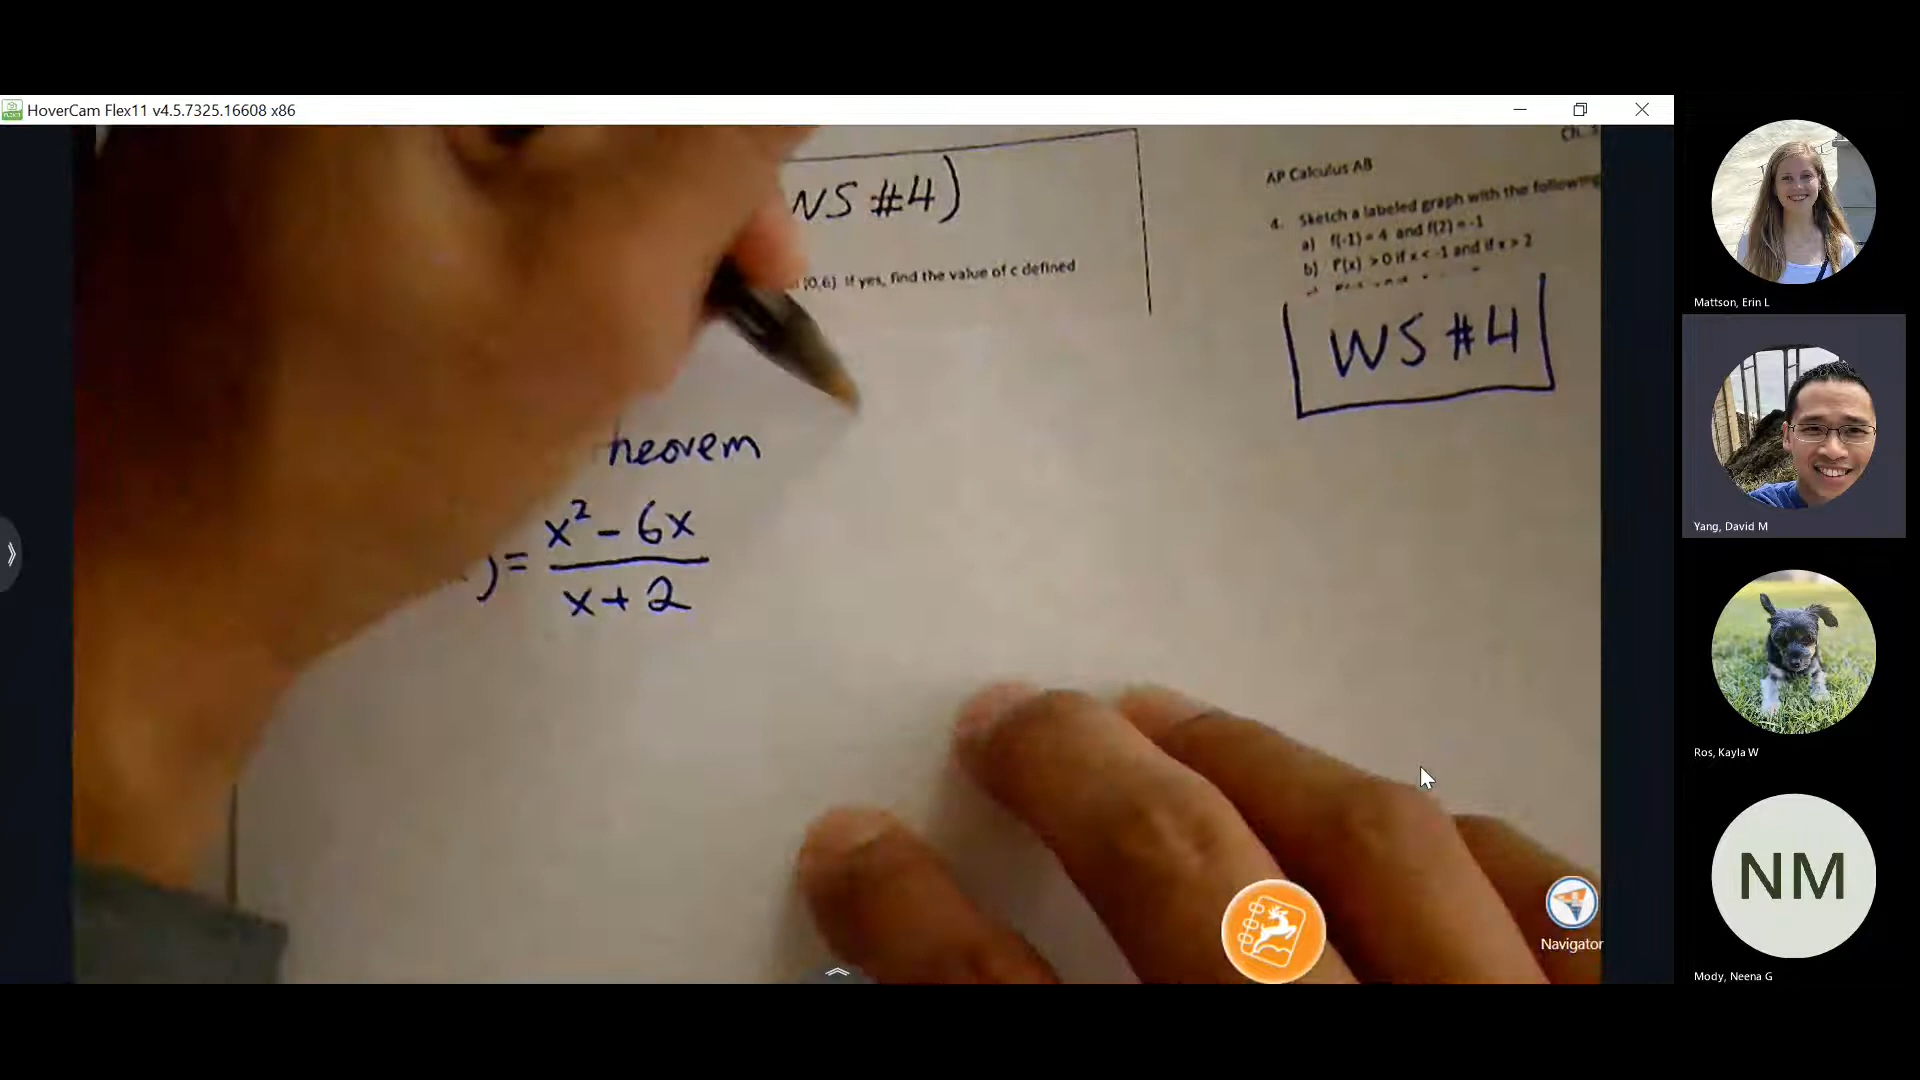 HoverCam Flex11 v4.5.7325.16608 x86
WS #4)
(0,6) If yes, find the value of c defined
heorem
)= x² - 6x
x + 2
AP Calculus AB
4. Sketch a labeled graph with the following
a) f(-1) = 4 and f(2) = -1
b) f'(x) > 0 if x < -1 and if x > 2
WS #4
Navigator
Mattson, Erin L
Yang, David M
Ros, Kayla W
NM
Mody, Neena G